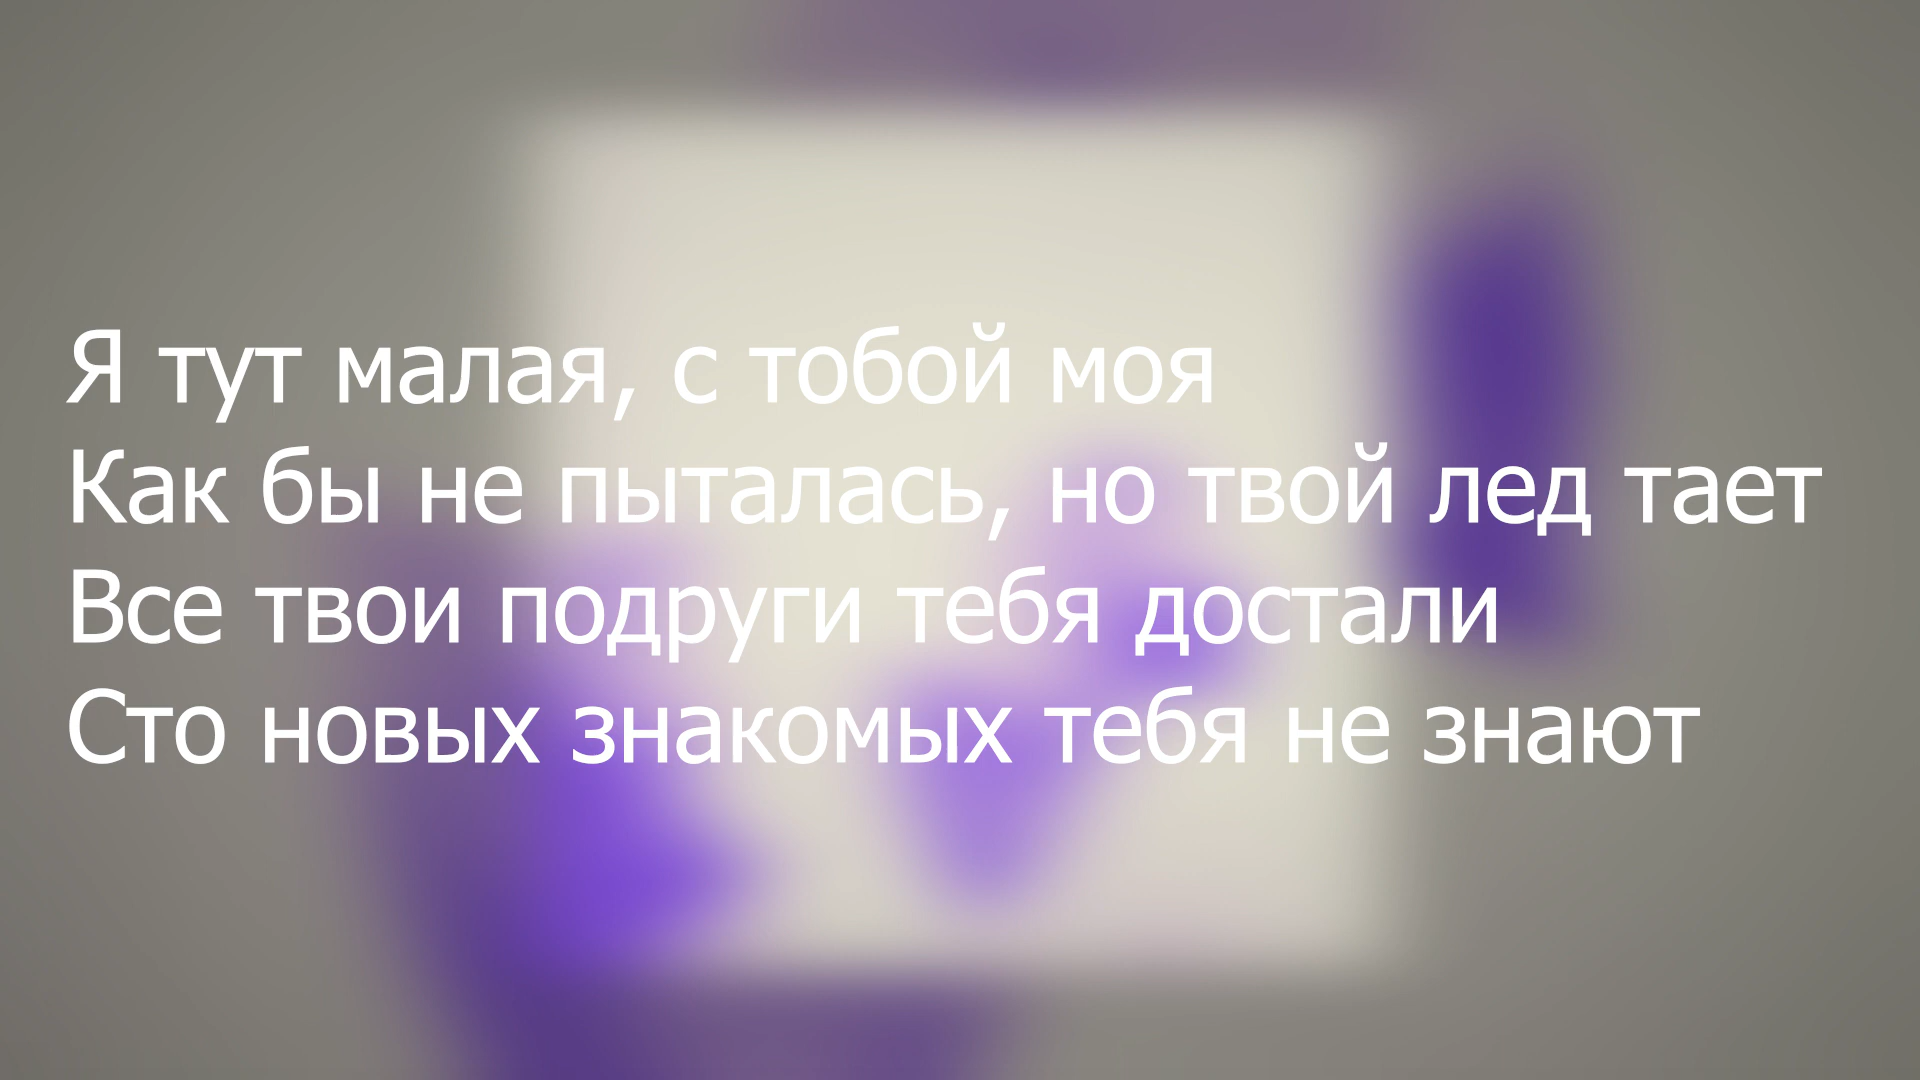 Я тут малая, с тобой моя
Как бы не пыталась, но твой лед тает
Все твои подруги тебя достали
Сто новых знакомых тебя не знают